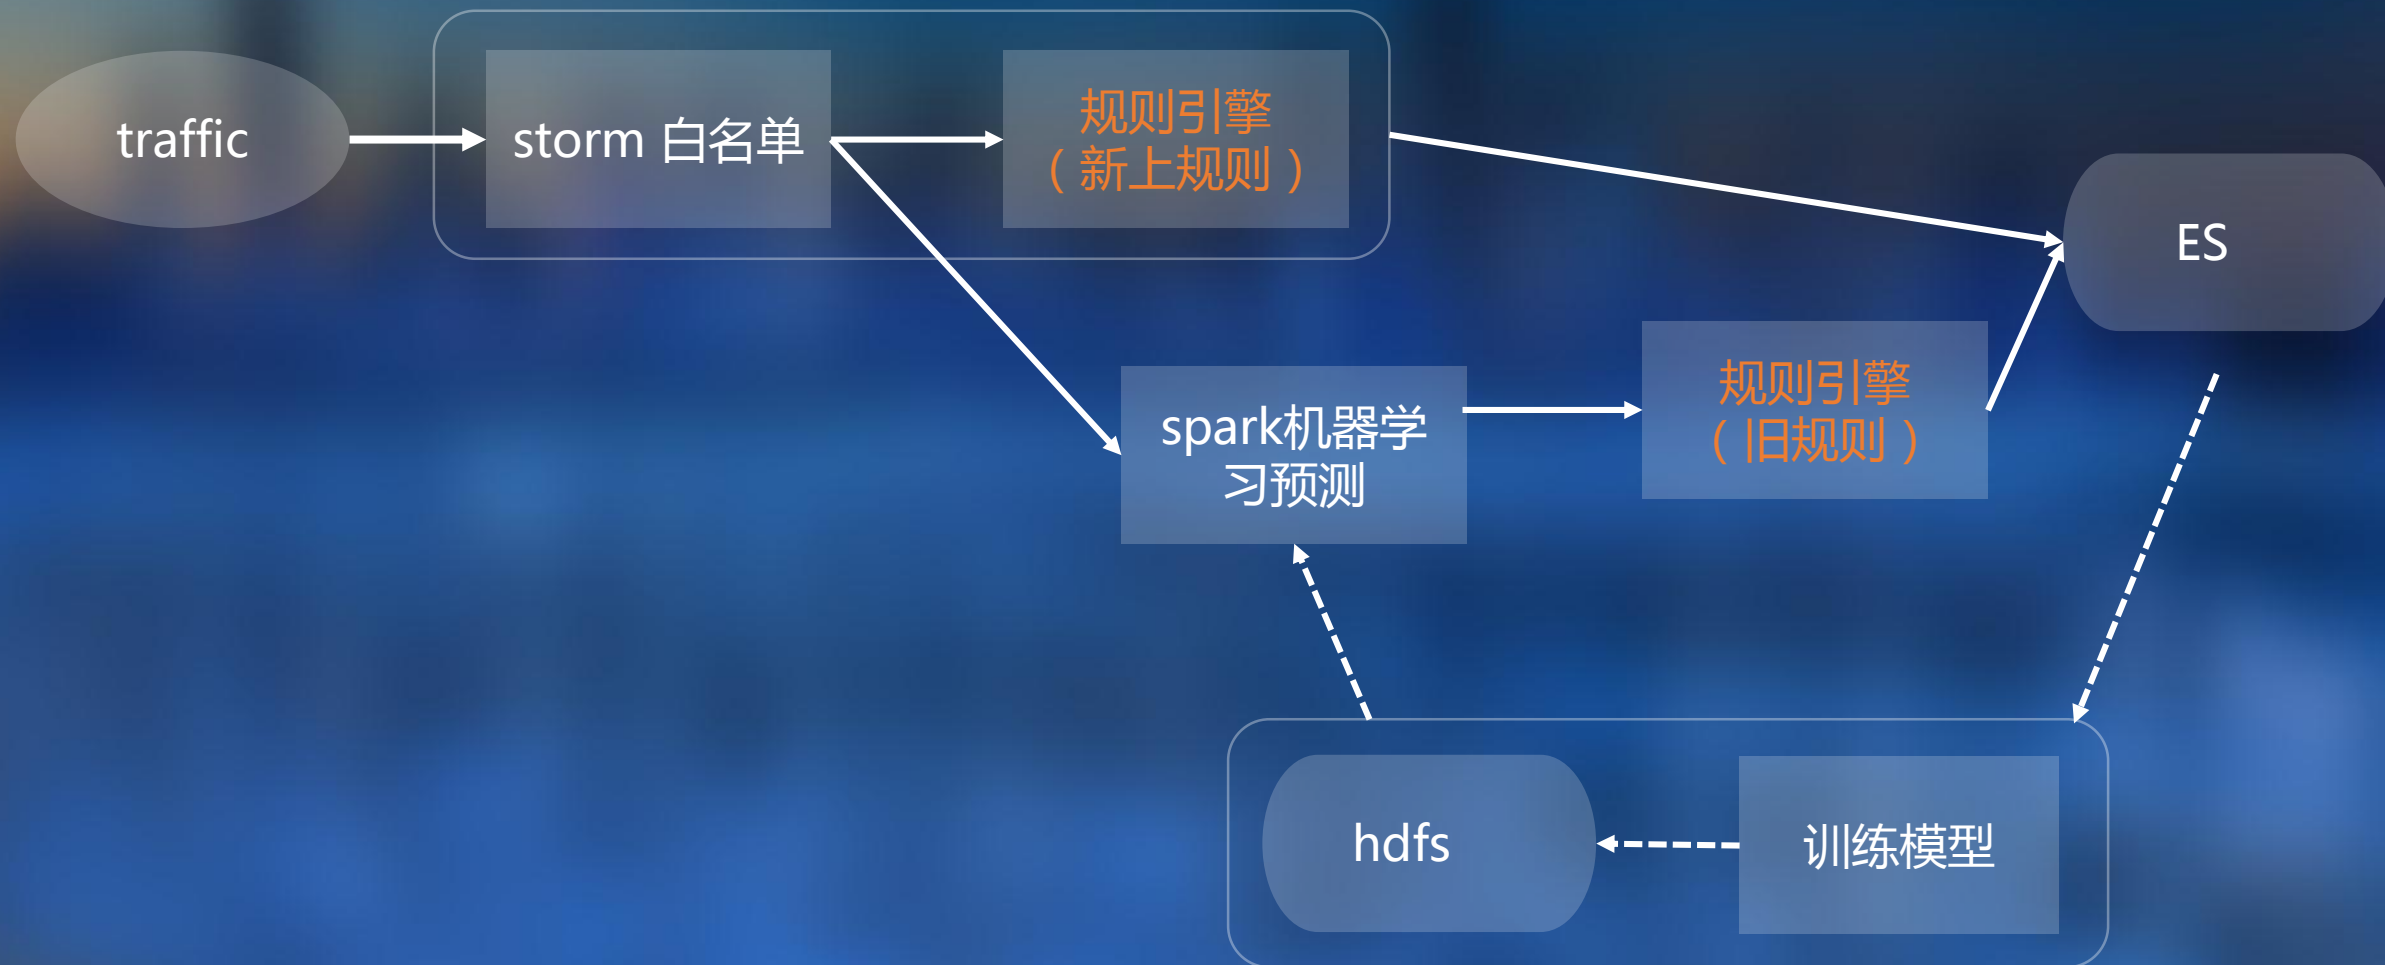 traffic
storm 白名单
规则引擎
（新上规则）
ES
spark机器学
习预测
规则引擎
（旧规则）
hdfs
训练模型